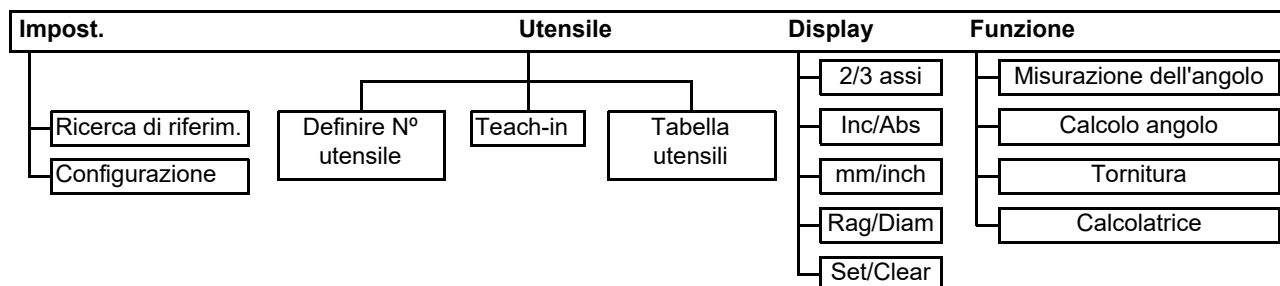 Impost. Utensile Display Funzione
Ricerca di riferim.
Configurazione
Definire Nº
utensile
Teach-in
Tabella
utensili
2/3 assi
Inc/Abs
mm/inch
Rag/Diam
Set/Clear
Misurazione dell'angolo
Calcolo angolo
Tornitura
Calcolatrice